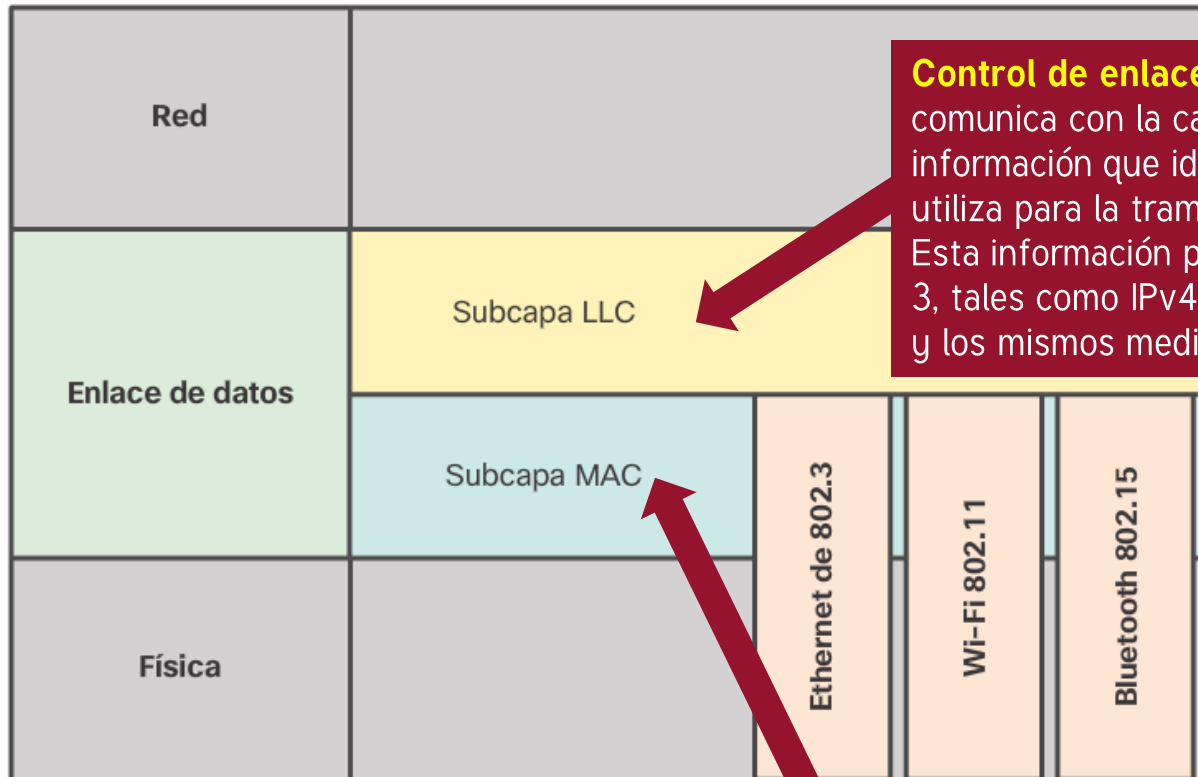 Red
Control de enlace
comunica con la ca
información que id
utiliza para la tram
Esta información p
3, tales como IPv4
y los mismos medi
Subcapa LLC
Enlace de datos
Subcapa MAC
Ethernet de 802.3
Wi-Fi 802.11
Bluetooth 802.15
Física